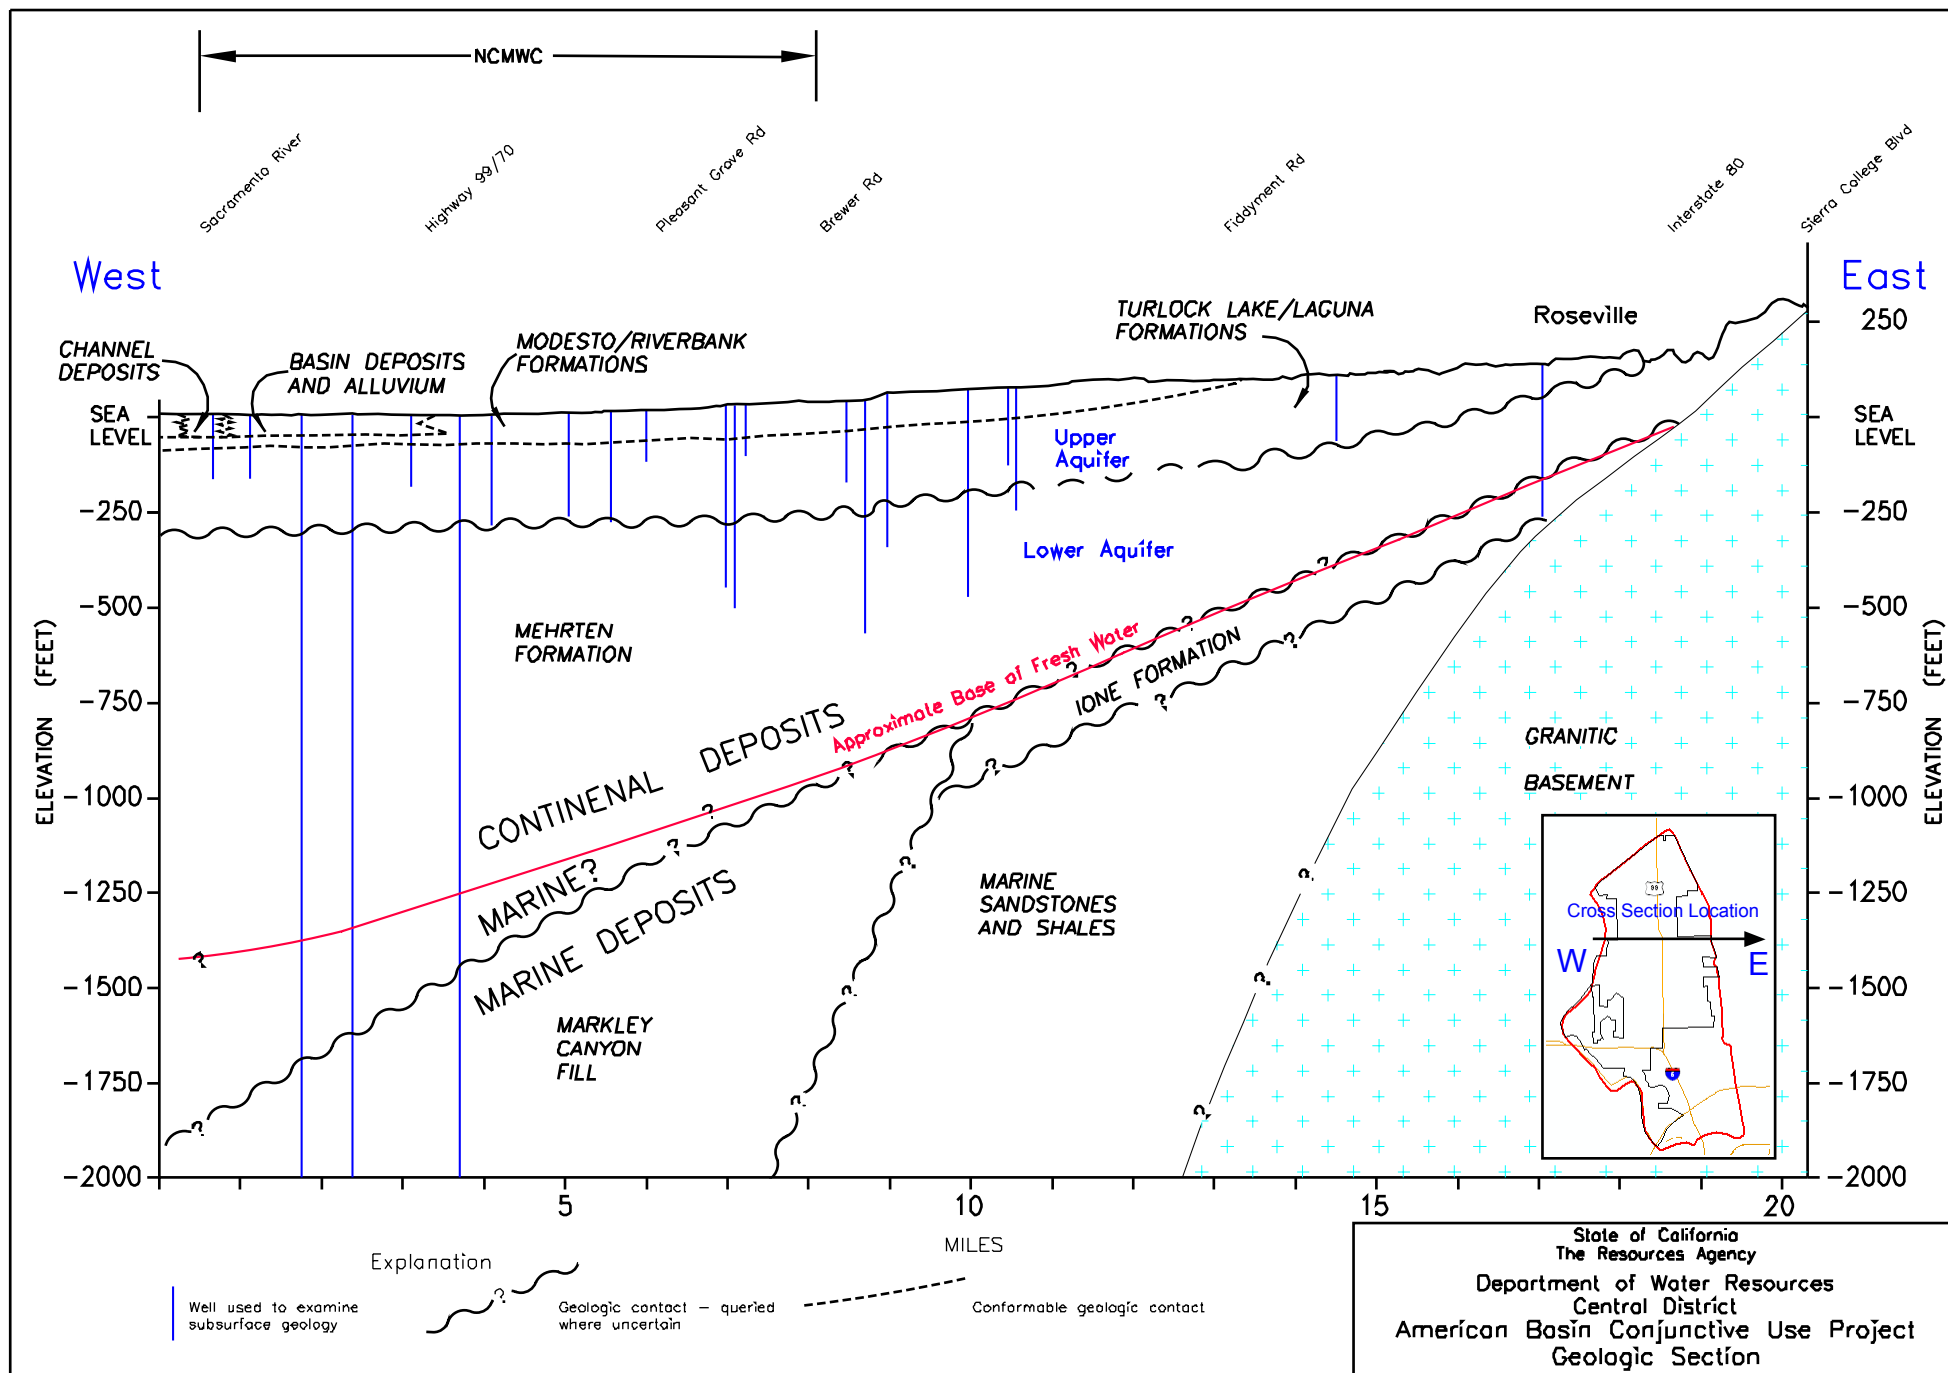 NCMWC
Sacramento River
Highway 99/70
Pleasant Grove Rd
Brewer Rd
Fiddyment Rd
Interstate 80
Sierra College Blvd
West
East
CHANNEL
DEPOSITS
BASIN DEPOSITS
AND ALLUVIUM
MODESTO/RIVERBANK
FORMATIONS
TURLOCK LAKE/LAGUNA
FORMATIONS
Roseville
250
SEA
LEVEL
SEA
LEVEL
Upper
Aquifer
-250
-250
Lower Aquifer
-500
-500
MEHRTEN
FORMATION
Approximate Base of Fresh Water
IONE FORMATION
-750
-750
ELEVATION (FEET)
ELEVATION (FEET)
CONTINENAL DEPOSITS
GRANITIC
BASEMENT
-1000
-1000
MARINE?
MARINE DEPOSITS
-1250
-1250
MARINE
SANDSTONES
AND SHALES
99
Cross Section Location
W
E
-1500
-1500
MARKLEY
CANYON
FILL
-1750
-1750
-2000
-2000
5
10
15
20
MILES
Explanation
Well used to examine
subsurface geology
?
Geologic contact - queried
where uncertain
Conformable geologic contact
State of California
The Resources Agency
Department of Water Resources
Central District
American Basin Conjunctive Use Project
Geologic Section